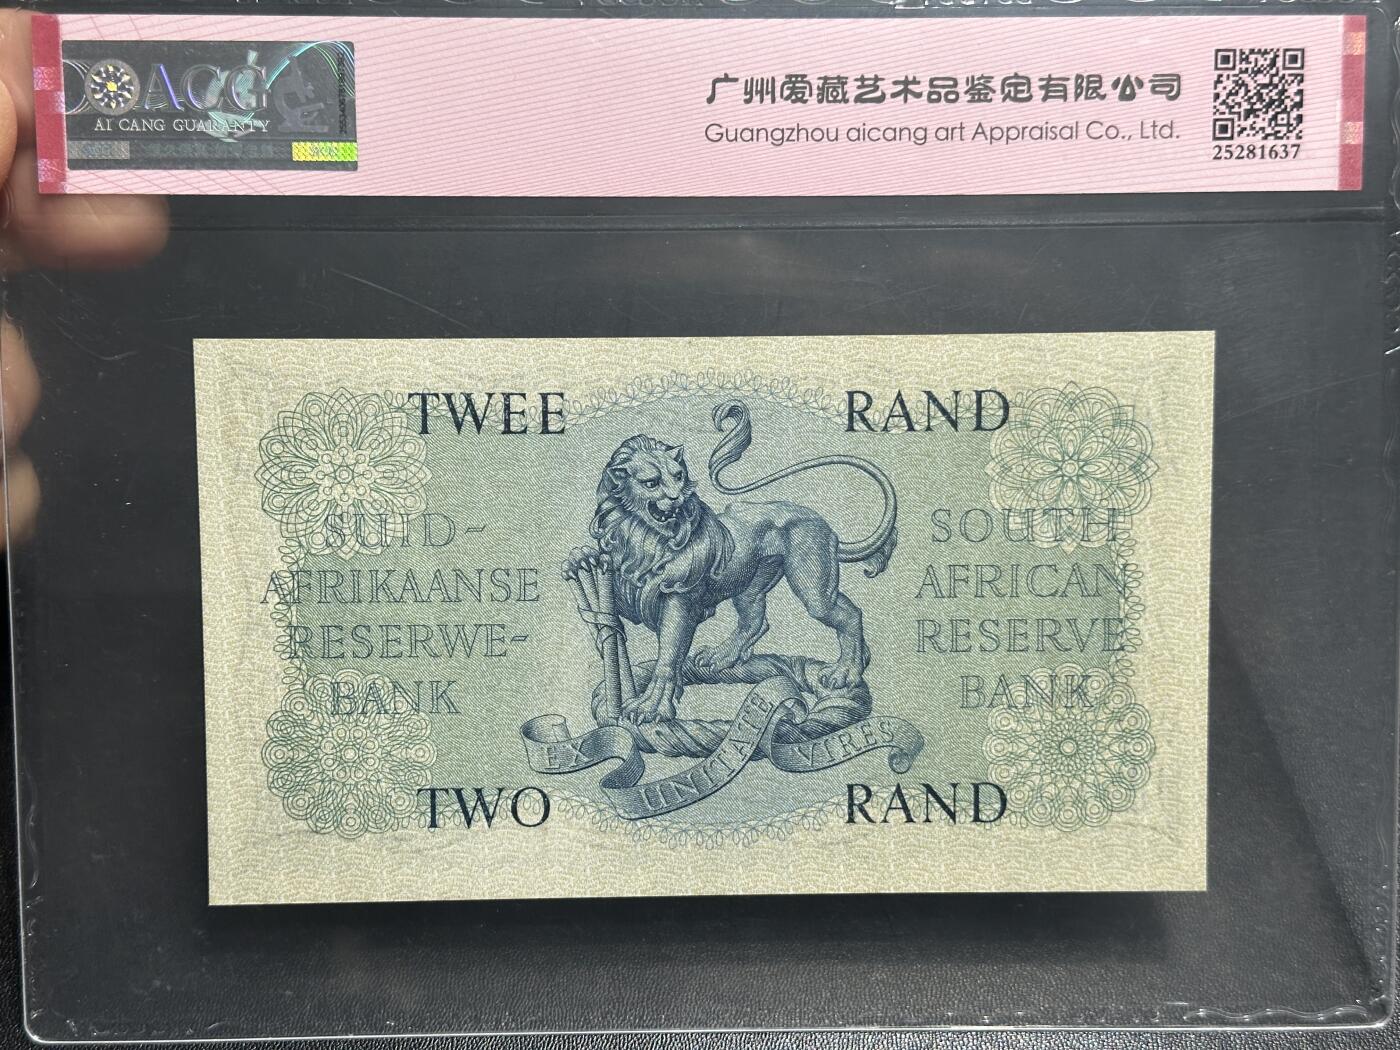 ACG
AI CANG GUARANTY
广州爱藏艺术品鉴定有限公司
Guangzhou aicang art Appraisal Co., Ltd.
25281637
TWEE RAND
SUID-
AFRIKAANSE
RESERWE-
BANK
SOUTH
AFRICAN
RESERVE
BANK
EX UNITATE VIRES
TWO RAND